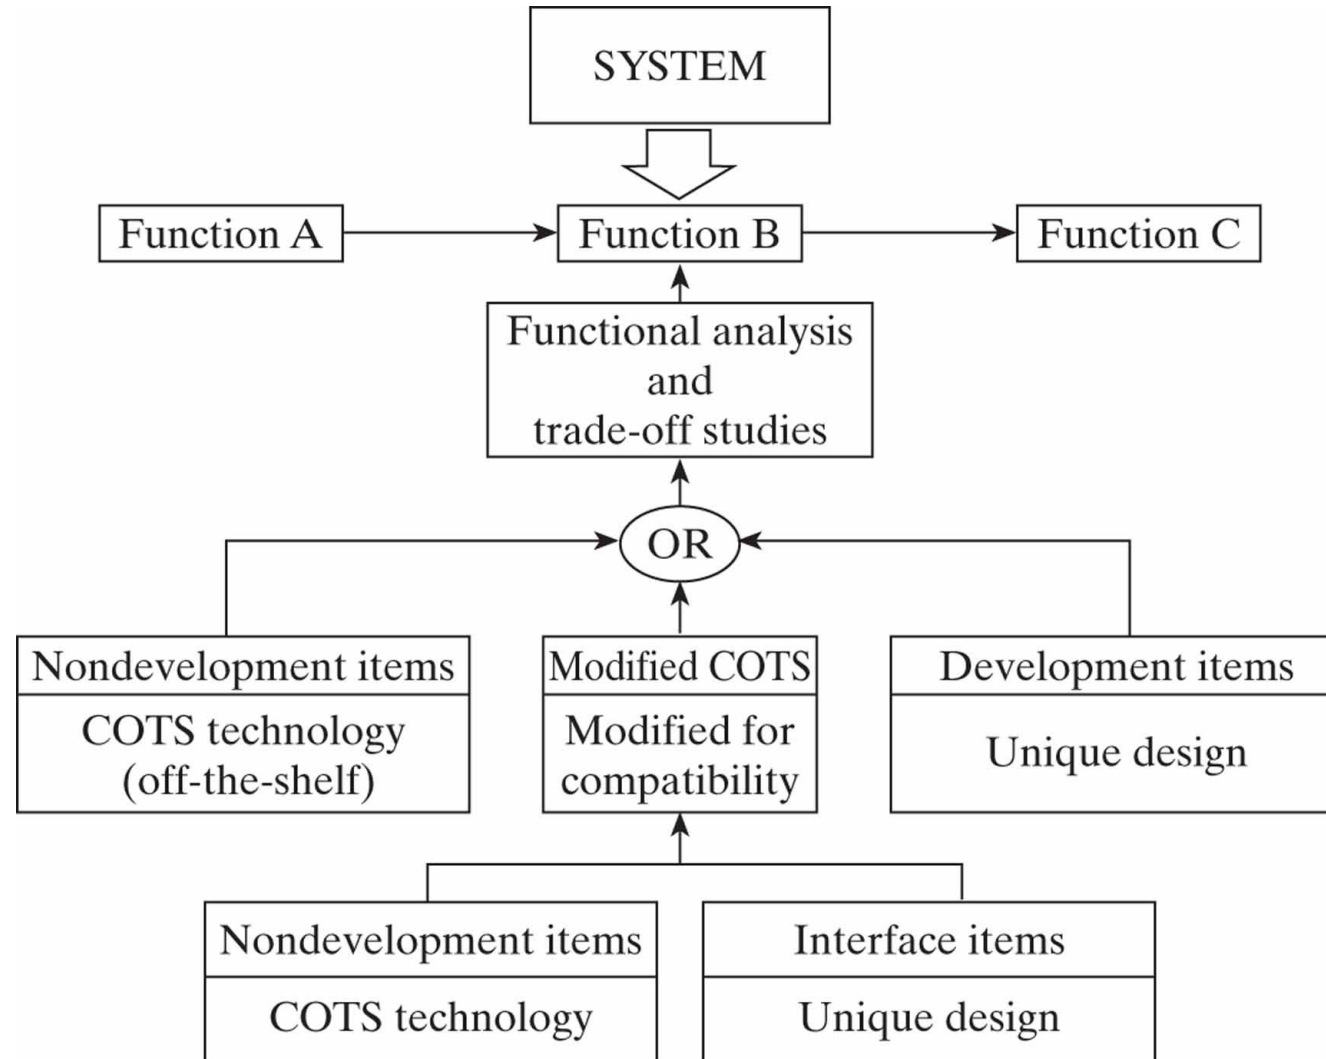 SYSTEM
Function A
Function B
Function C
Functional analysis
and
trade-off studies
OR
Nondevelopment items
COTS technology
(off-the-shelf)
Modified COTS
Modified for
compatibility
Development items
Unique design
Nondevelopment items
COTS technology
Interface items
Unique design